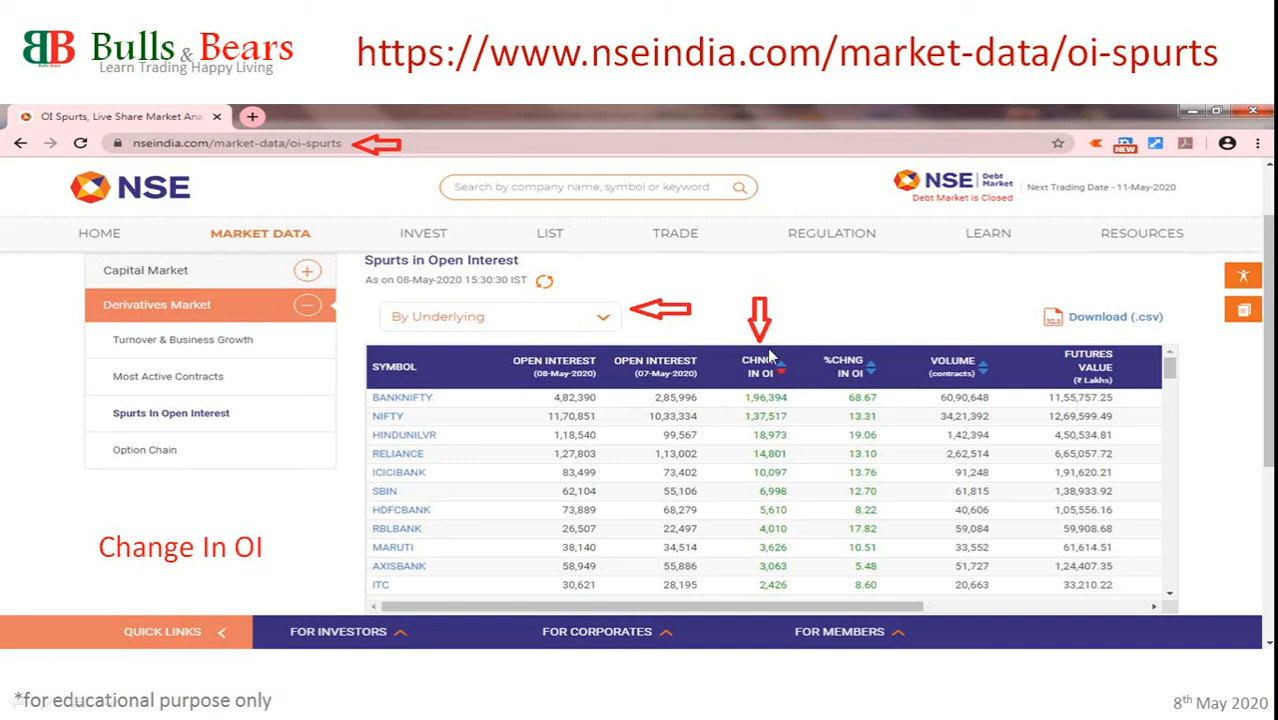 BB Bulls & Bears
Bulls Bears
Learn Trading Happy Living
https://www.nseindia.com/market-data/oi-spurts
OI Spurts, Live Share Market Ana
nseindia.com/market-data/oi-spurts
NEW
NSE
Search by company name, symbol or keyword
NSE Debt Market
Debt Market is Closed
Next Trading Date - 11-May-2020
HOME MARKET DATA INVEST LIST TRADE REGULATION LEARN RESOURCES
Capital Market
Derivatives Market
Turnover & Business Growth
Most Active Contracts
Spurts In Open Interest
Option Chain
Spurts in Open Interest
As on 08-May-2020 15:30:30 IST
By Underlying
Download (.csv)
SYMBOL OPEN INTEREST (08-May-2020) OPEN INTEREST (07-May-2020) CHNG IN OI %CHNG IN OI VOLUME (contracts) FUTURES VALUE (₹ Lakhs)
BANKNIFTY 4,82,390 2,85,996 1,96,394 68.67 60,90,648 11,55,757.25
NIFTY 11,70,851 10,33,334 1,37,517 13.31 34,21,392 12,69,599.49
HINDUNILVR 1,18,540 99,567 18,973 19.06 1,42,394 4,50,534.81
RELIANCE 1,27,803 1,13,002 14,801 13.10 2,62,514 6,65,057.72
ICICIBANK 83,499 73,402 10,097 13.76 91,248 1,91,620.21
SBIN 62,104 55,106 6,998 12.70 61,815 1,38,933.92
HDFCBANK 73,889 68,279 5,610 8.22 40,606 1,05,556.16
RBLBANK 26,507 22,497 4,010 17.82 59,084 59,908.68
MARUTI 38,140 34,514 3,626 10.51 33,552 61,614.51
AXISBANK 58,949 55,886 3,063 5.48 51,727 1,24,407.35
ITC 30,621 28,195 2,426 8.60 20,663 33,210.22
Change In OI
QUICK LINKS FOR INVESTORS FOR CORPORATES FOR MEMBERS
*for educational purpose only
8th May 2020